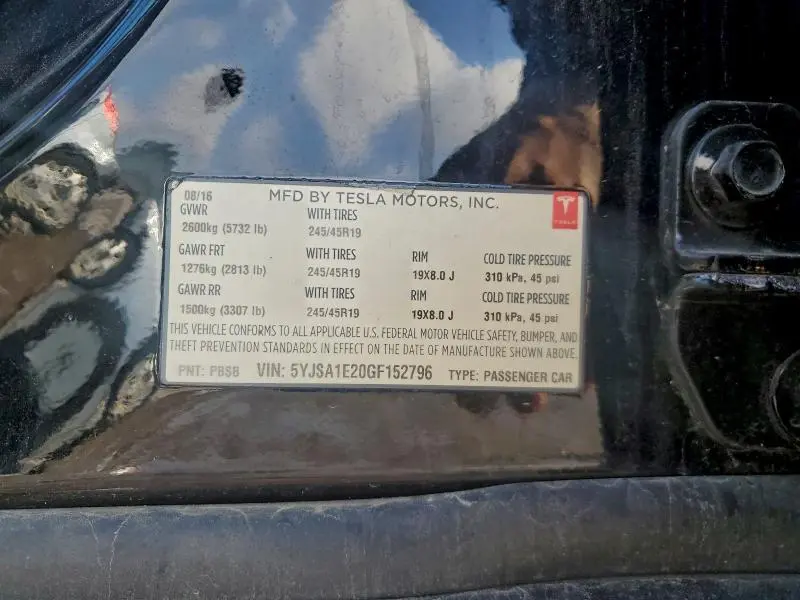 08/16 MFD BY TESLA MOTORS, INC.
GVWR WITH TIRES
2600kg (5732 lb) 245/45R19
TESLA
GAWR FRT WITH TIRES RIM COLD TIRE PRESSURE
1276kg (2813 lb) 245/45R19 19X8.0 J 310 kPa, 45 psi
GAWR RR WITH TIRES RIM COLD TIRE PRESSURE
1500kg (3307 lb) 245/45R19 19X8.0 J 310 kPa, 45 psi
THIS VEHICLE CONFORMS TO ALL APPLICABLE U.S. FEDERAL MOTOR VEHICLE SAFETY, BUMPER, AND
THEFT PREVENTION STANDARDS IN EFFECT ON THE DATE OF MANUFACTURE SHOWN ABOVE.
PNT: PBSB VIN: 5YJSA1E20GF152796 TYPE: PASSENGER CAR